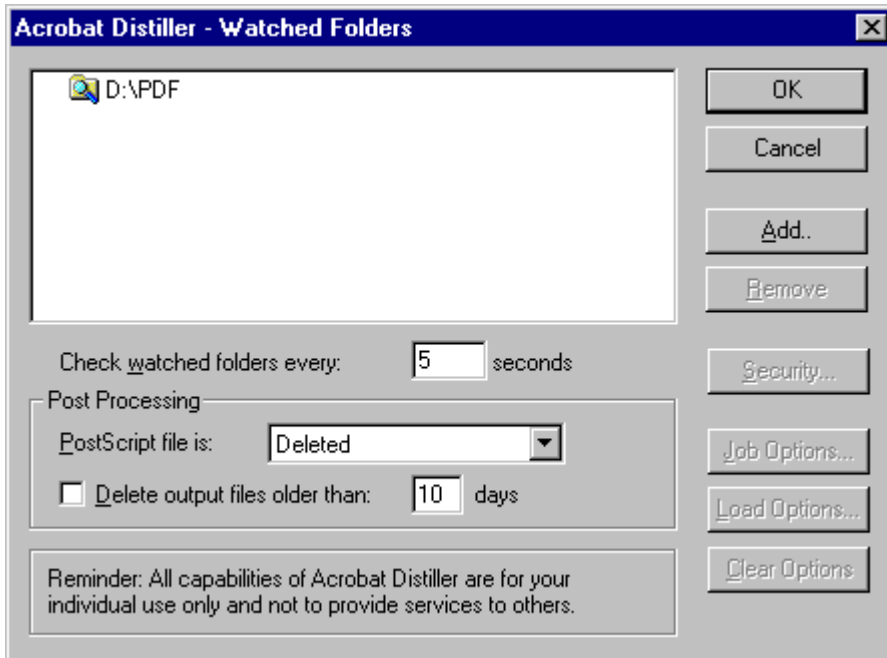 Acrobat Distiller - Watched Folders
D:\PDF
OK
Cancel
Add..
Remove
Check watched folders every: 5 seconds
Security...
Post Processing
PostScript file is: Deleted
Job Options...
Delete output files older than: 10 days
Load Options...
Clear Options
Reminder: All capabilities of Acrobat Distiller are for your
individual use only and not to provide services to others.